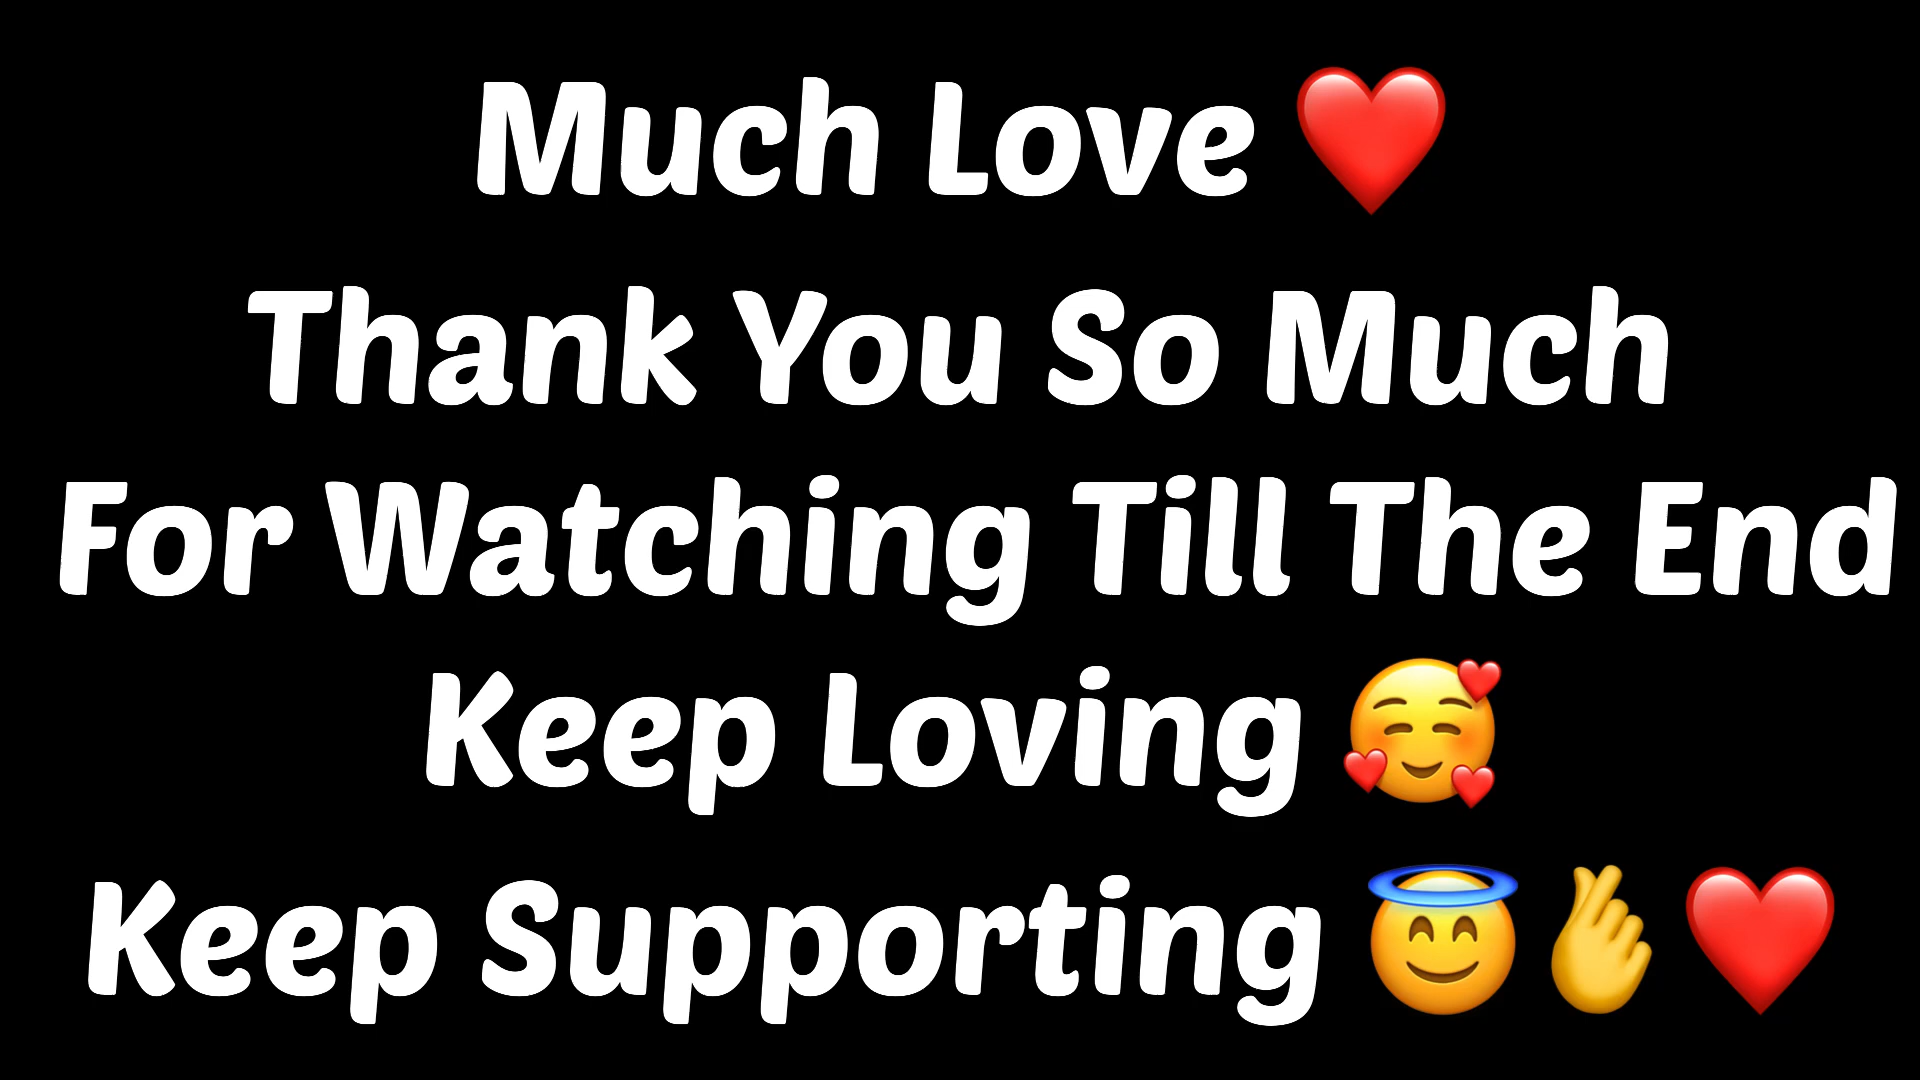 Much Love ❤️
Thank You So Much
For Watching Till The End
Keep Loving 🥰
Keep Supporting 😇🫰❤️